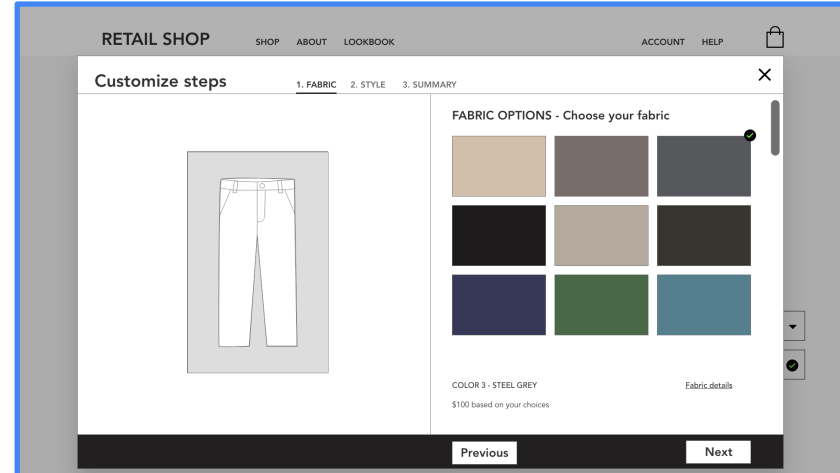 RETAIL SHOP SHOP ABOUT LOOKBOOK ACCOUNT HELP
Customize steps 1. FABRIC 2. STYLE 3. SUMMARY
FABRIC OPTIONS - Choose your fabric
COLOR 3 - STEEL GREY Fabric details
$100 based on your choices
Previous Next